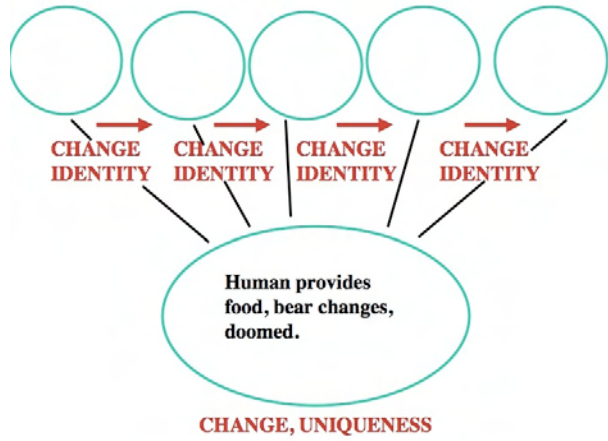 CHANGE CHANGE CHANGE CHANGE
IDENTITY IDENTITY IDENTITY IDENTITY
Human provides
food, bear changes,
doomed.
CHANGE, UNIQUENESS